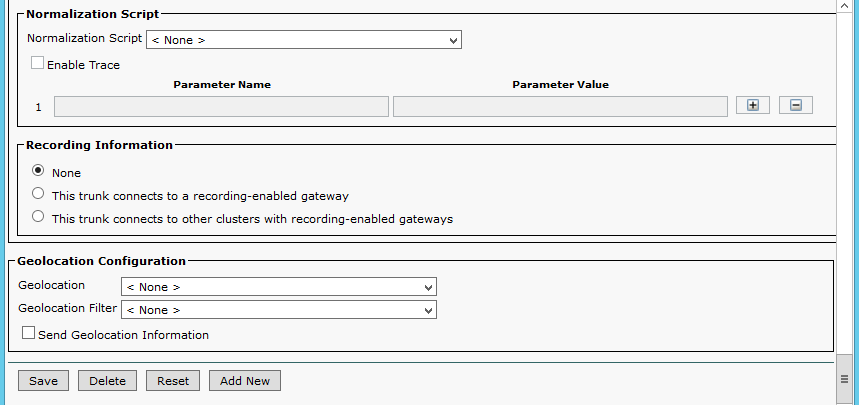 Normalization Script
Normalization Script < None >
Enable Trace
Parameter Name Parameter Value
1
Recording Information
None
This trunk connects to a recording-enabled gateway
This trunk connects to other clusters with recording-enabled gateways
Geolocation Configuration
Geolocation < None >
Geolocation Filter < None >
Send Geolocation Information
Save Delete Reset Add New